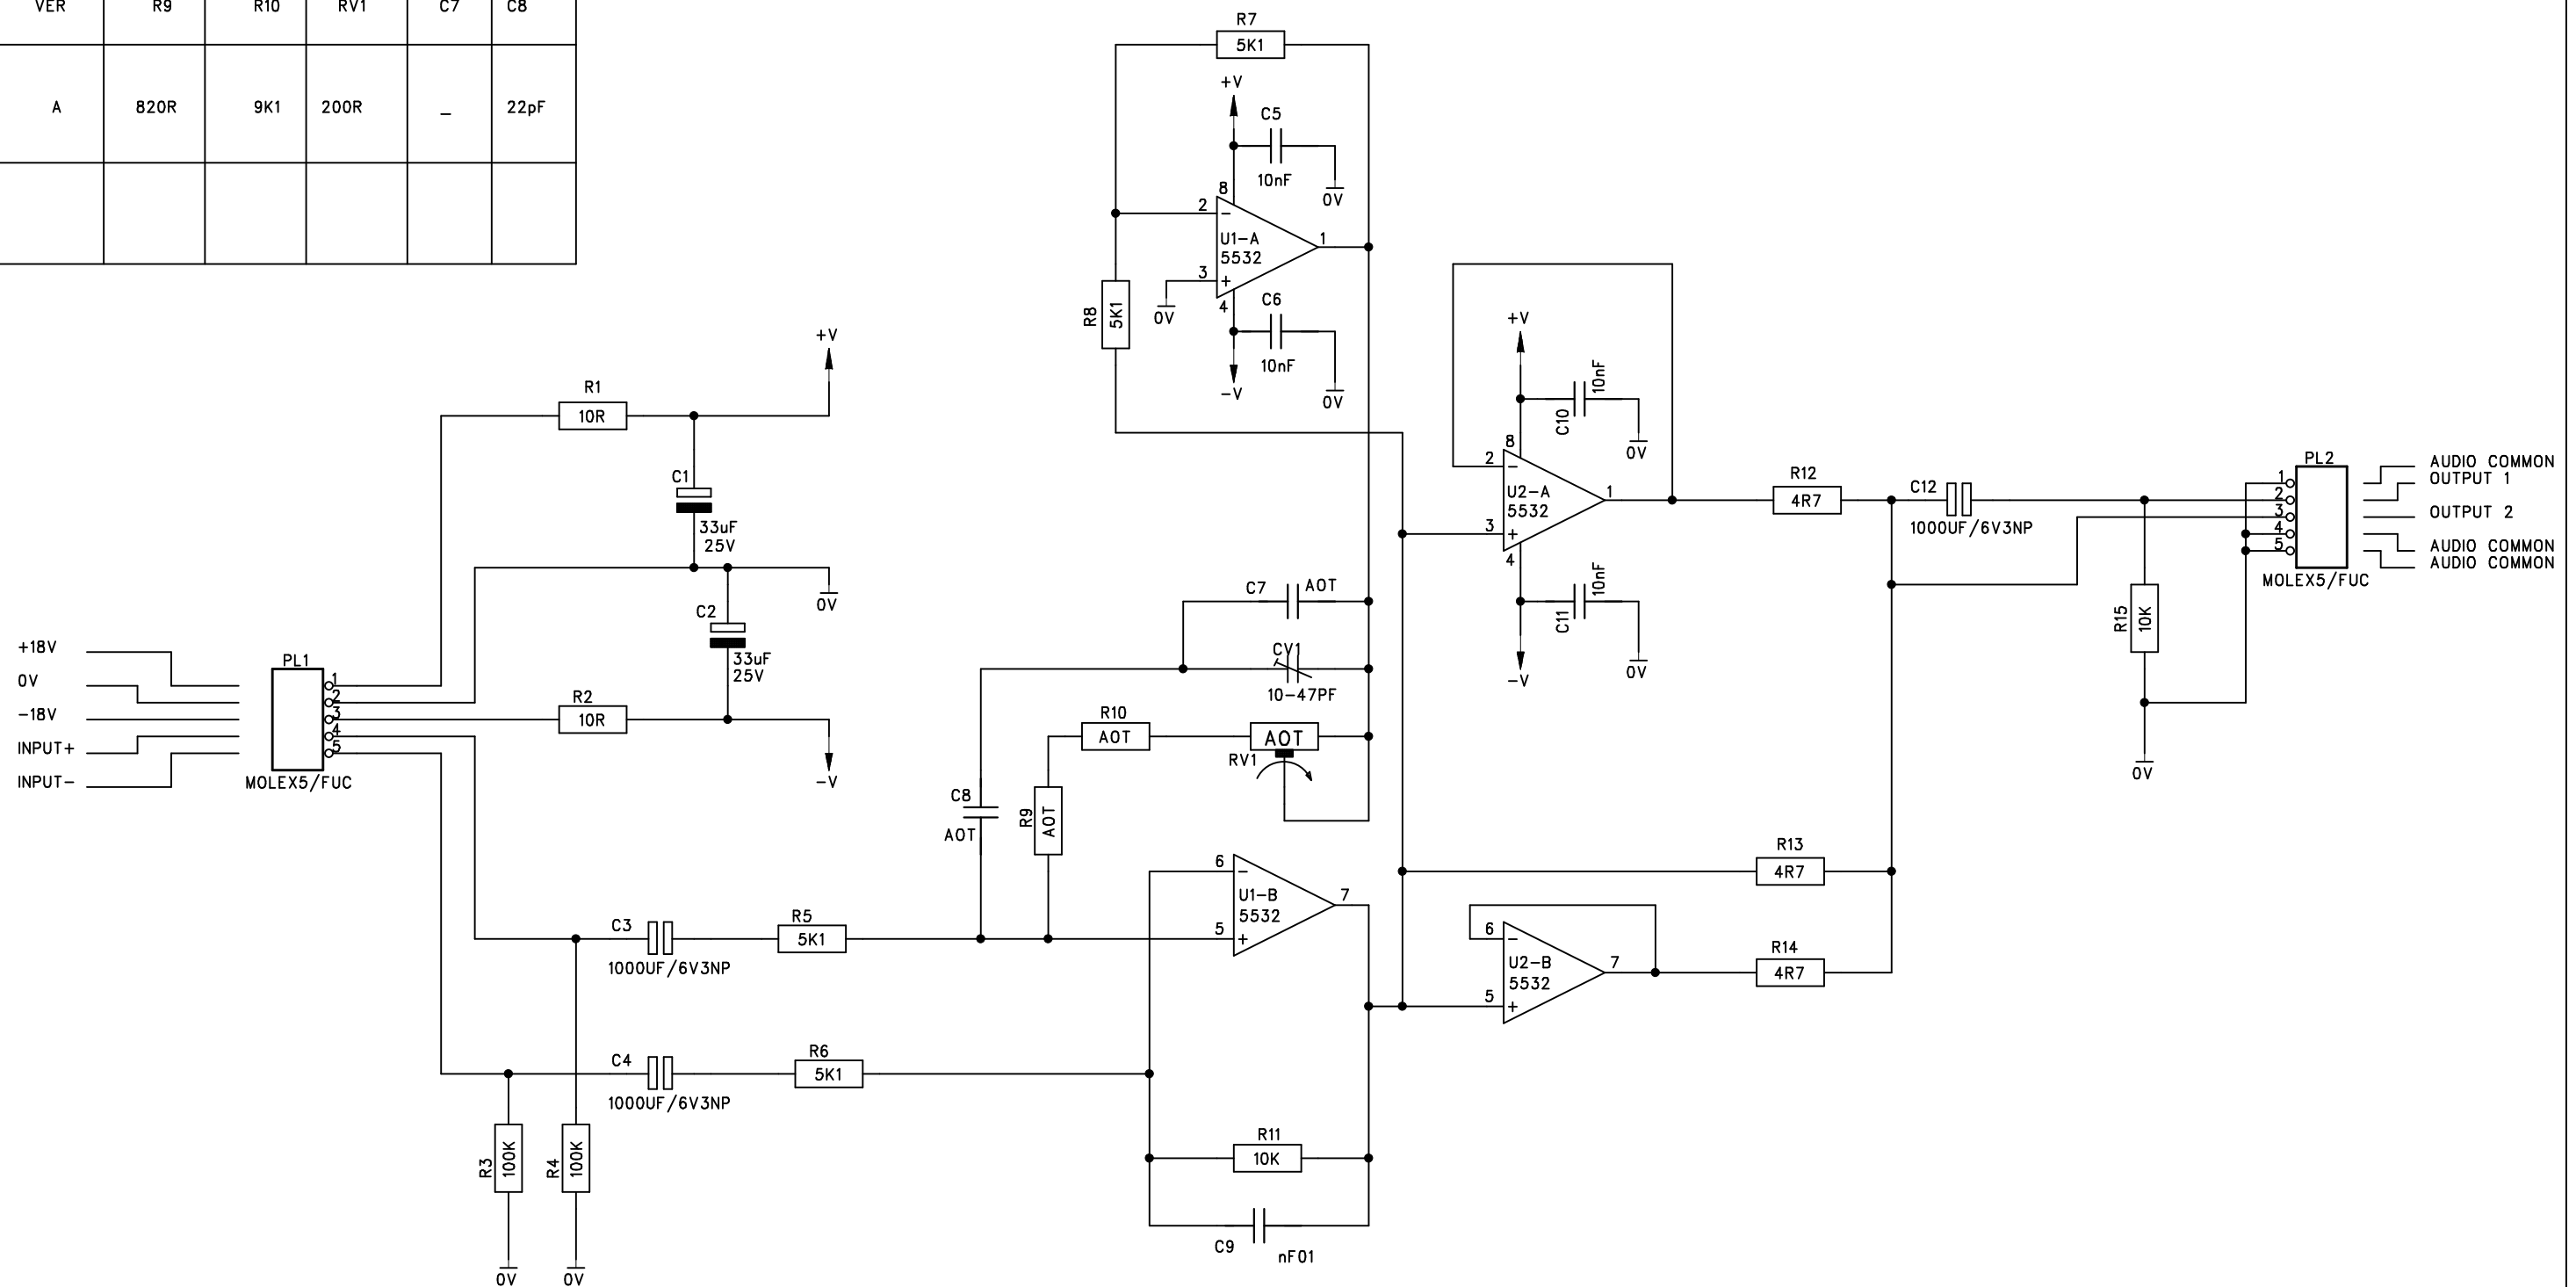 VER R9 R10 RV1 C7 C8
A 820R 9K1 200R _ 22pF
R7
5K1
+V
C5
10nF
0V
8
2
−
U1-A
5532
1
3
+
4
0V
R8
5K1
C6
10nF
0V
-V
+V
R1
10R
C1
33uF
25V
0V
C2
33uF
25V
R2
10R
-V
+18V
0V
-18V
INPUT+
INPUT-
PL1
1
2
3
4
5
MOLEX5/FUC
+V
C10
10nF
0V
8
2
−
U2-A
5532
1
3
+
4
C11
10nF
0V
-V
R12
4R7
C12
1000UF/6V3NP
PL2
1
2
3
4
5
MOLEX5/FUC
AUDIO COMMON
OUTPUT 1
OUTPUT 2
AUDIO COMMON
AUDIO COMMON
R15
10K
0V
C7
AOT
CV1
10-47PF
R10
AOT
AOT
RV1
C8
AOT
R9
AOT
6
−
U1-B
5532
7
5
+
C3
1000UF/6V3NP
R5
5K1
R13
4R7
6
−
U2-B
5532
7
5
+
R14
4R7
C4
1000UF/6V3NP
R6
5K1
R3
100K
0V
R4
100K
0V
R11
10K
C9
nF01